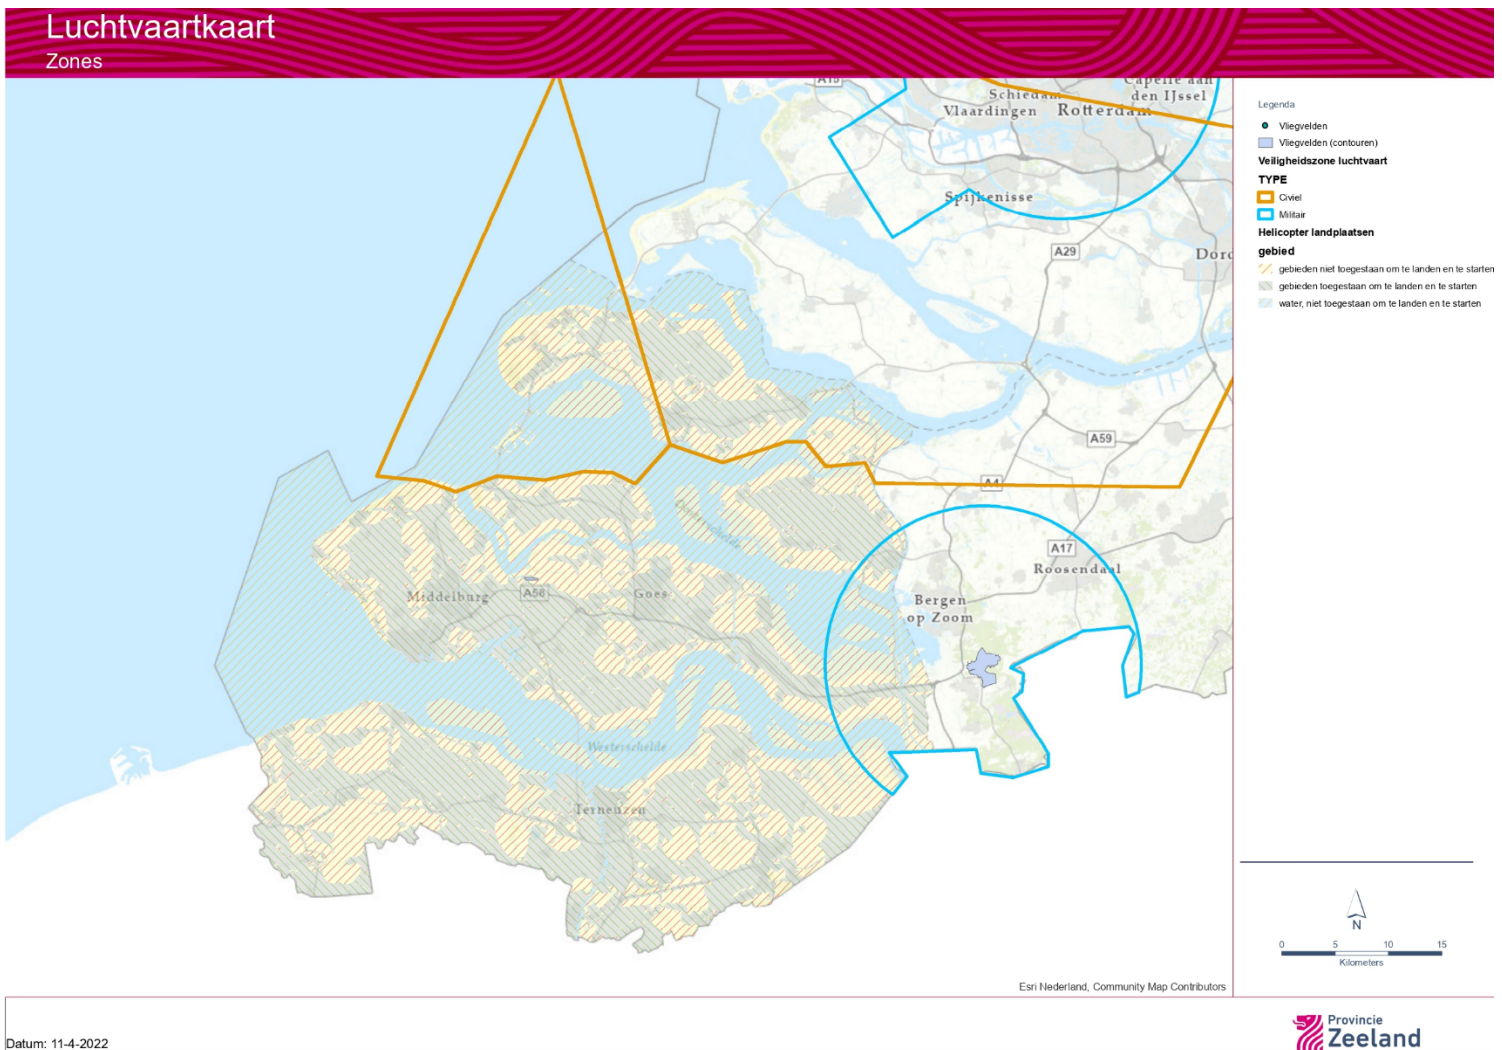 Luchtvaartkaart
Zones
A15
Capelle aan
den IJssel
Schiedam
Vlaardingen
Rotterdam
Spijkenisse
A29
Dord
A59
A4
A17
Roosendaal
Bergen
op Zoom
Oosterschelde
Middelburg
A58
Goes
Westerschelde
Terneuzen
Esri Nederland, Community Map Contributors
Legenda
Vliegvelden
Vliegvelden (contouren)
Veiligheidszone luchtvaart
TYPE
Civiel
Militair
Helicopter landplaatsen
gebied
gebieden niet toegestaan om te landen en te starten
gebieden toegestaan om te landen en te starten
water, niet toegestaan om te landen en te starten
N
0 5 10 15
Kilometers
Datum: 11-4-2022
Provincie
Zeeland